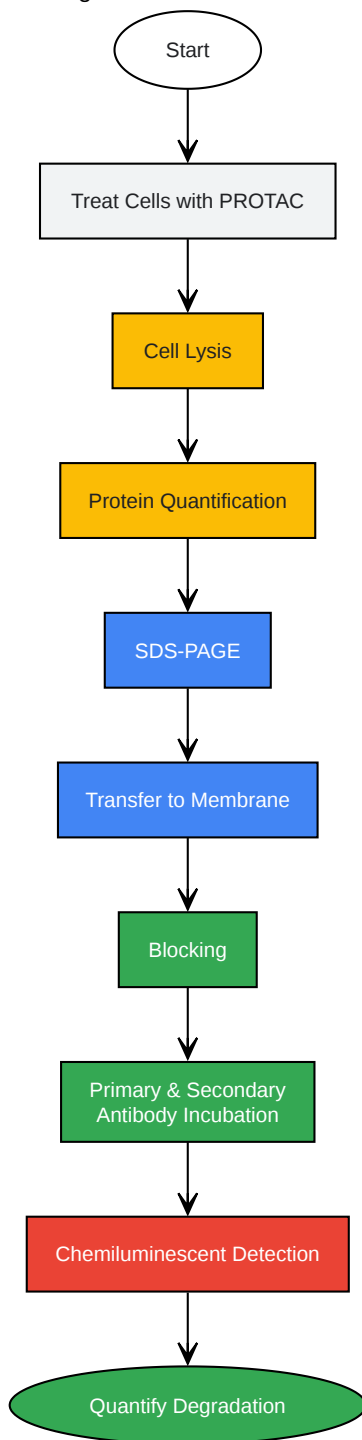 Start
Treat Cells with PROTAC
Cell Lysis
Protein Quantification
SDS-PAGE
Transfer to Membrane
Blocking
Primary & Secondary
Antibody Incubation
Chemiluminescent Detection
Quantify Degradation